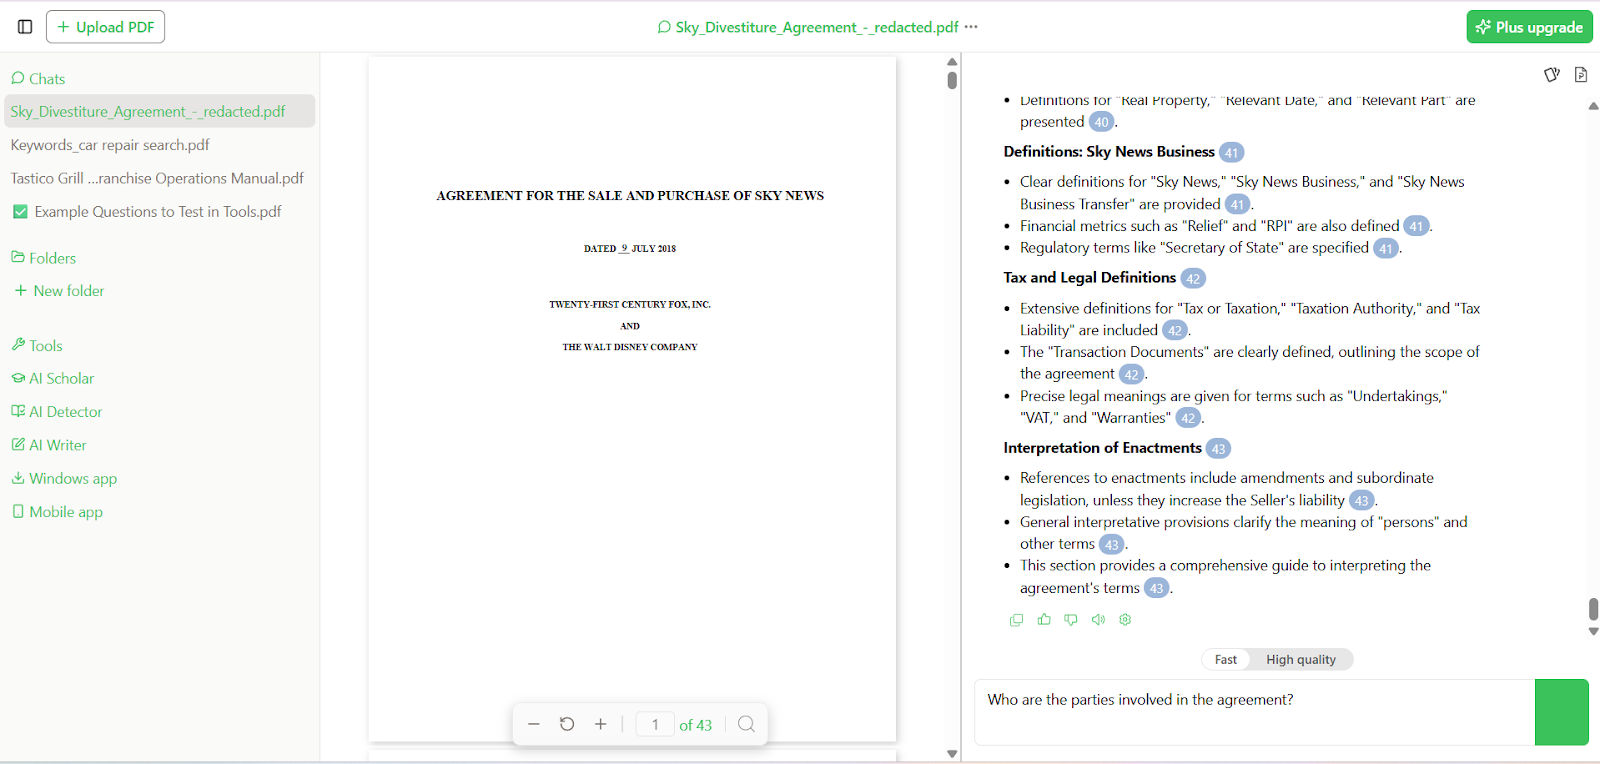 + Upload PDF
Sky_Divestiture_Agreement_-_redacted.pdf ···
Plus upgrade
Chats
Sky_Divestiture_Agreement_-_redacted.pdf
Keywords_car repair search.pdf
Tastico Grill ...ranchise Operations Manual.pdf
✅ Example Questions to Test in Tools.pdf
Folders
+ New folder
Tools
AI Scholar
AI Detector
AI Writer
Windows app
Mobile app
AGREEMENT FOR THE SALE AND PURCHASE OF SKY NEWS
DATED 9 JULY 2018
TWENTY-FIRST CENTURY FOX, INC.
AND
THE WALT DISNEY COMPANY
1 of 43
• Definitions for "Real Property," "Relevant Date," and "Relevant Part" are
presented 40.
Definitions: Sky News Business 41
• Clear definitions for "Sky News," "Sky News Business," and "Sky News
Business Transfer" are provided 41.
• Financial metrics such as "Relief" and "RPI" are also defined 41.
• Regulatory terms like "Secretary of State" are specified 41.
Tax and Legal Definitions 42
• Extensive definitions for "Tax or Taxation," "Taxation Authority," and "Tax
Liability" are included 42.
• The "Transaction Documents" are clearly defined, outlining the scope of
the agreement 42.
• Precise legal meanings are given for terms such as "Undertakings,"
"VAT," and "Warranties" 42.
Interpretation of Enactments 43
• References to enactments include amendments and subordinate
legislation, unless they increase the Seller's liability 43.
• General interpretative provisions clarify the meaning of "persons" and
other terms 43.
• This section provides a comprehensive guide to interpreting the
agreement's terms 43.
Fast High quality
Who are the parties involved in the agreement?